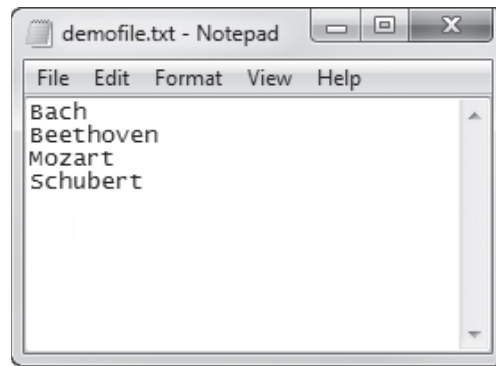 demofile.txt - Notepad
File Edit Format View Help
Bach
Beethoven
Mozart
Schubert